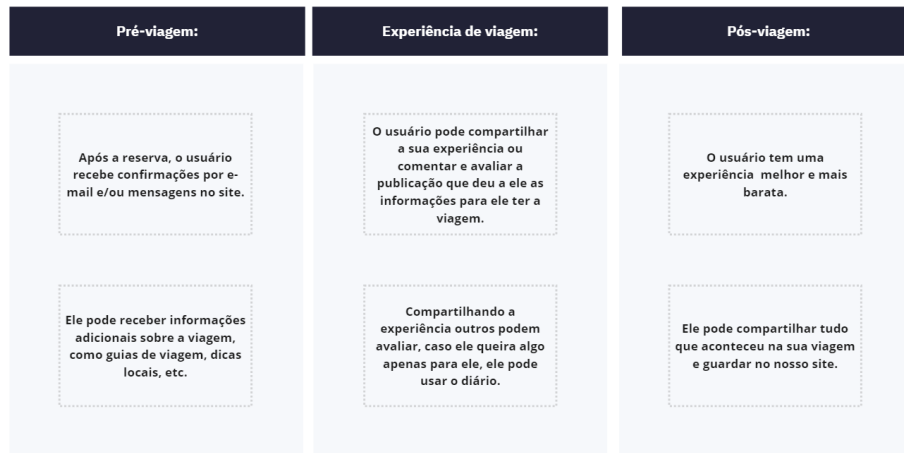 Pré-viagem:
Experiência de viagem:
Pós-viagem:
Após a reserva, o usuário
recebe confirmações por e-
mail e/ou mensagens no site.
O usuário pode compartilhar
a sua experiência ou
comentar e avaliar a
publicação que deu a ele as
informações para ele ter a
viagem.
O usuário tem uma
experiência melhor e mais
barata.
Ele pode receber informações
adicionais sobre a viagem,
como guias de viagem, dicas
locais, etc.
Compartilhando a
experiência outros podem
avaliar, caso ele queira algo
apenas para ele, ele pode
usar o diário.
Ele pode compartilhar tudo
que aconteceu na sua viagem
e guardar no nosso site.